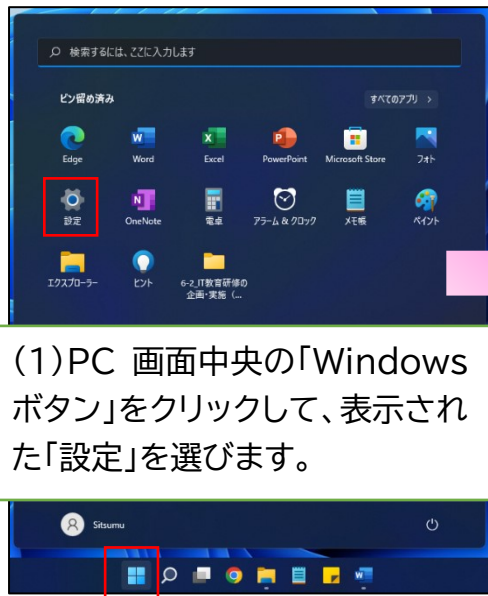 検索するには、ここに入力します
ピン留め済み
すべてのアプリ >
Edge
Word
Excel
PowerPoint
Microsoft Store
フォト
設定
OneNote
電卓
アラーム & クロック
メモ帳
ペイント
エクスプローラー
ヒント
6-2_IT教育研修の
企画・実施 (...
(1)PC 画面中央の「Windows
ボタン」をクリックして、表示され
た「設定」を選びます。
Sitsumu